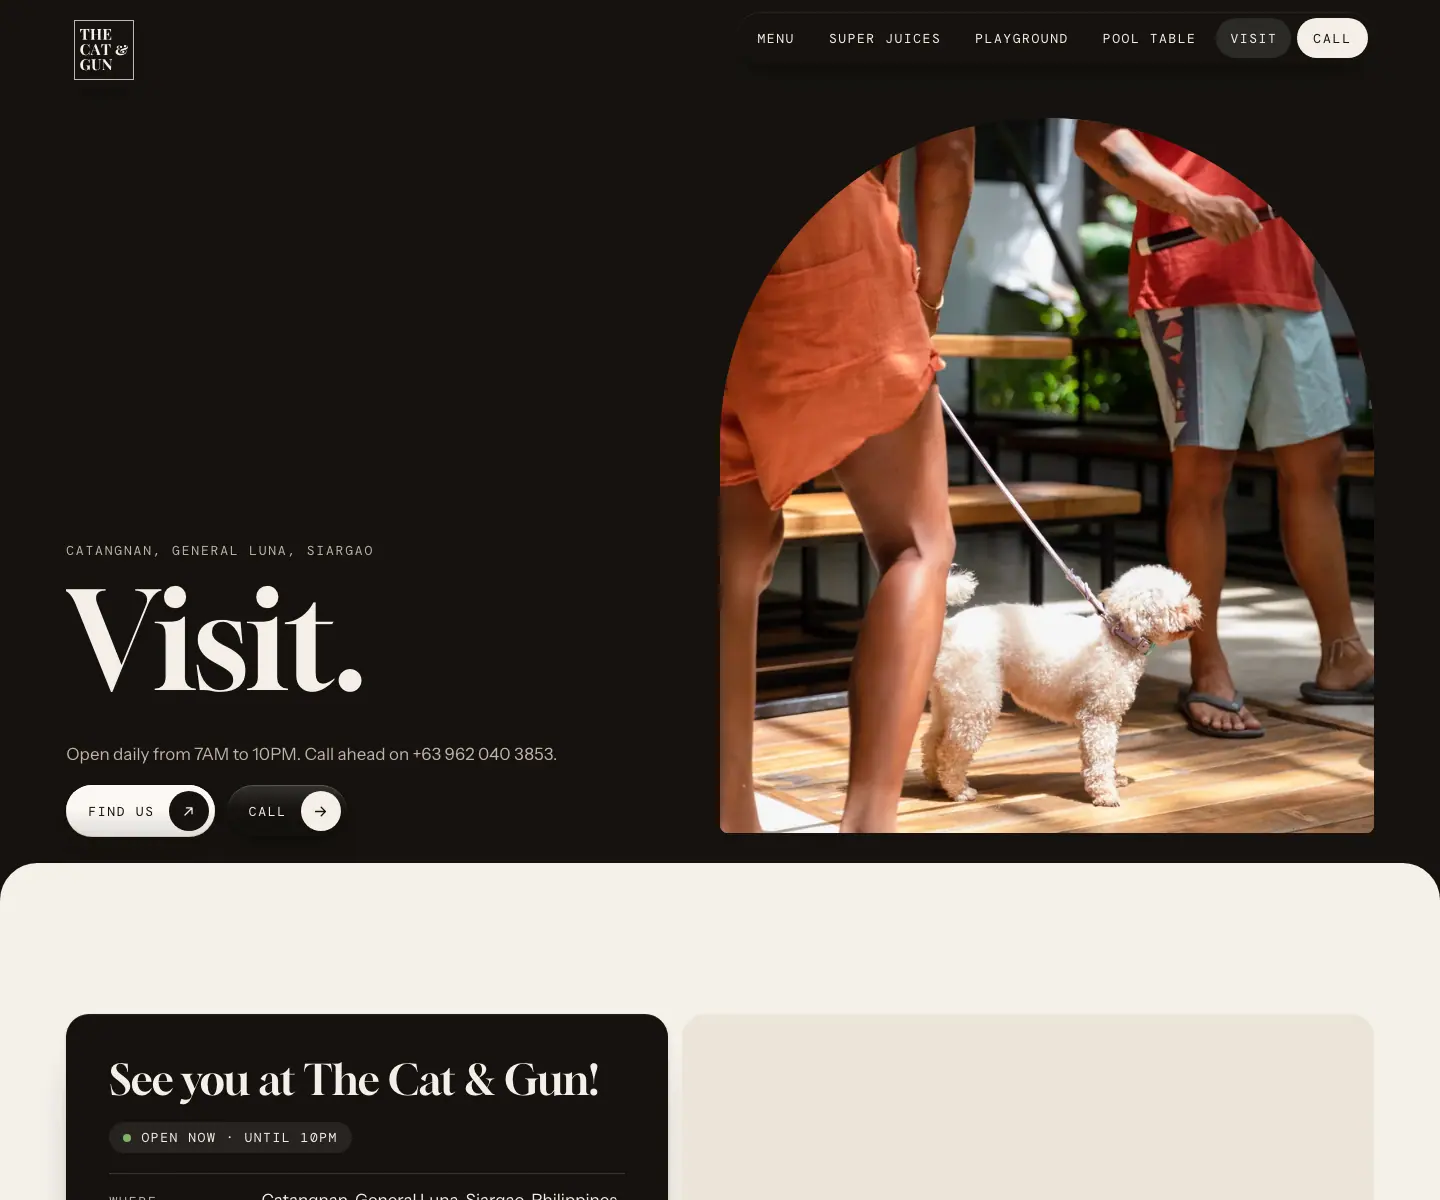 THE
CAT &
GUN
MENU SUPER JUICES PLAYGROUND POOL TABLE VISIT CALL
CATANGNAN, GENERAL LUNA, SIARGAO
Visit.
Open daily from 7AM to 10PM. Call ahead on +63 962 040 3853.
FIND US CALL
See you at The Cat & Gun!
OPEN NOW · UNTIL 10PM
WHERE Catangnan, General Luna, Siargao, Philippines